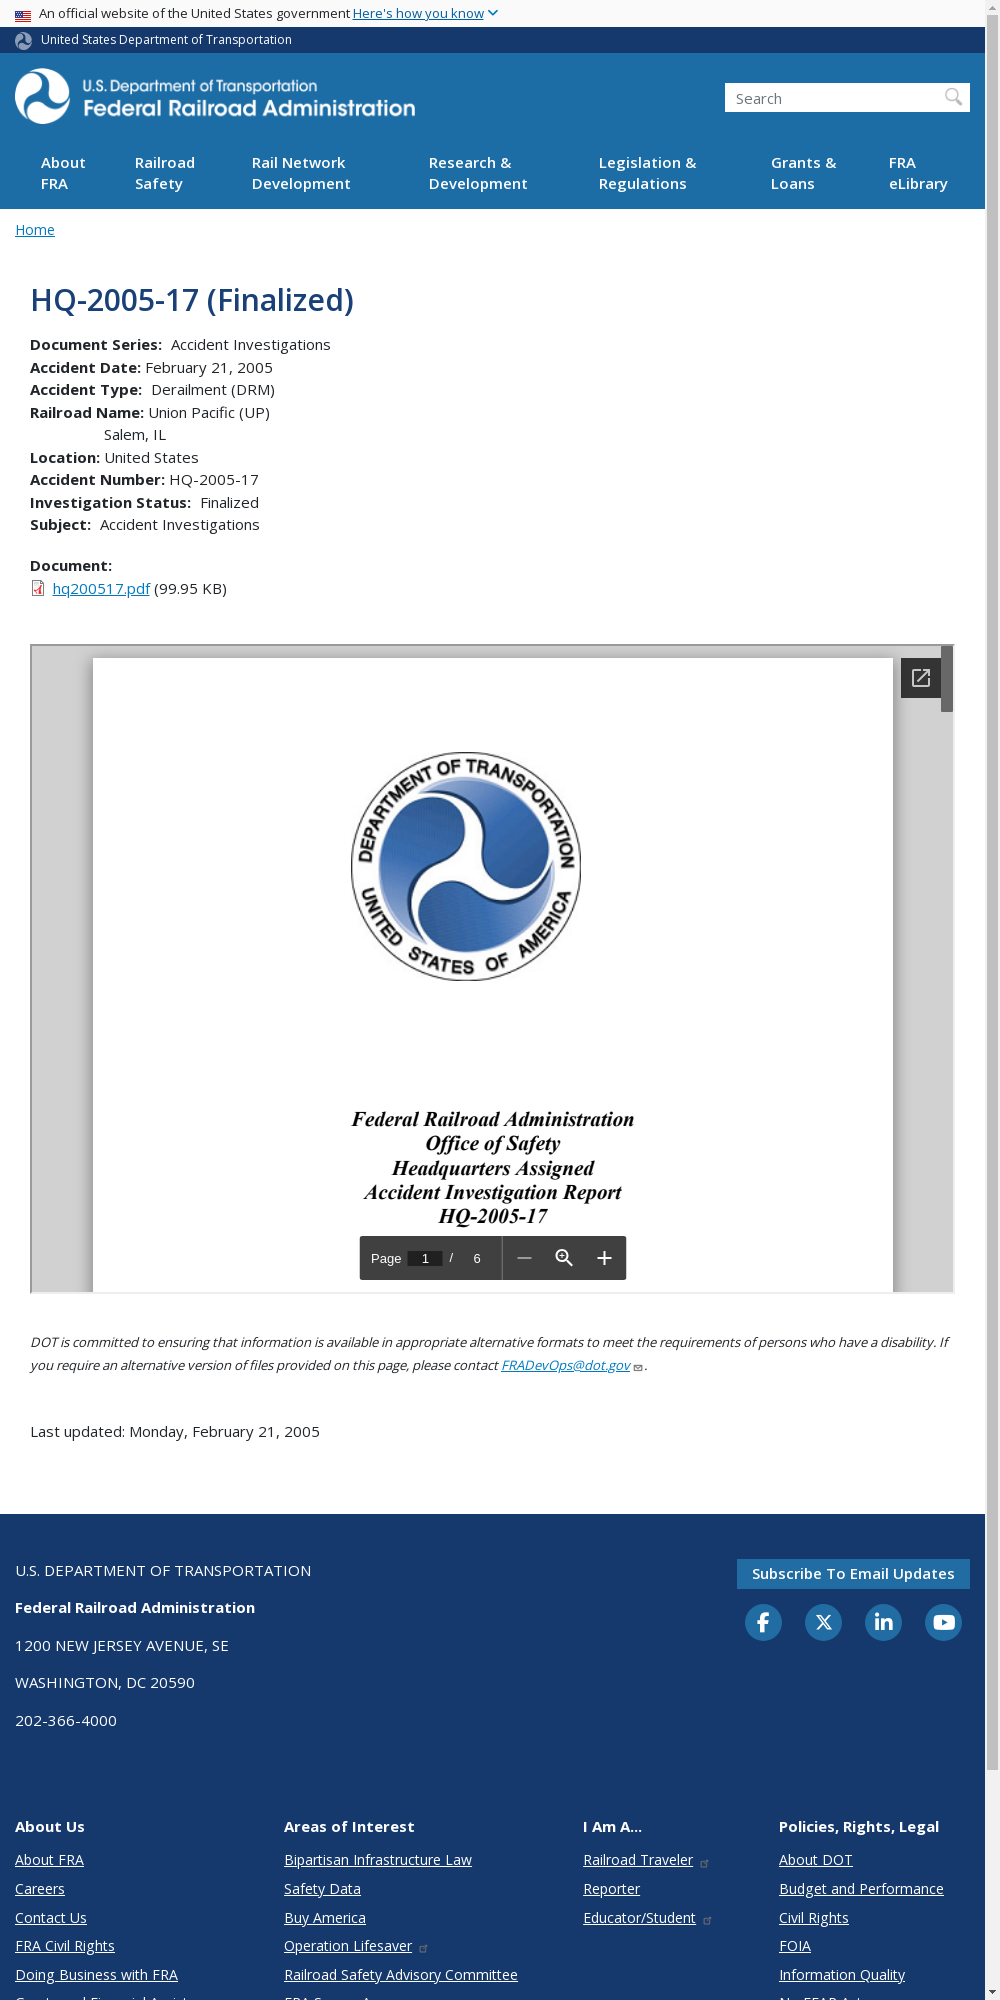 An official website of the United States government Here's how you know
United States Department of Transportation
U.S. Department of Transportation
Federal Railroad Administration
Search
About FRA
Railroad Safety
Rail Network Development
Research & Development
Legislation & Regulations
Grants & Loans
FRA eLibrary
Home
HQ-2005-17 (Finalized)
Document Series: Accident Investigations
Accident Date: February 21, 2005
Accident Type: Derailment (DRM)
Railroad Name: Union Pacific (UP)
Salem, IL
Location: United States
Accident Number: HQ-2005-17
Investigation Status: Finalized
Subject: Accident Investigations
Document:
hq200517.pdf (99.95 KB)
DEPARTMENT OF TRANSPORTATION
UNITED STATES OF AMERICA
Federal Railroad Administration
Office of Safety
Headquarters Assigned
Accident Investigation Report
HQ-2005-17
Page 1 / 6
DOT is committed to ensuring that information is available in appropriate alternative formats to meet the requirements of persons who have a disability. If
you require an alternative version of files provided on this page, please contact FRADevOps@dot.gov .
Last updated: Monday, February 21, 2005
U.S. DEPARTMENT OF TRANSPORTATION
Federal Railroad Administration
1200 NEW JERSEY AVENUE, SE
WASHINGTON, DC 20590
202-366-4000
Subscribe To Email Updates
About Us
About FRA
Careers
Contact Us
FRA Civil Rights
Doing Business with FRA
Areas of Interest
Bipartisan Infrastructure Law
Safety Data
Buy America
Operation Lifesaver
Railroad Safety Advisory Committee
I Am A...
Railroad Traveler
Reporter
Educator/Student
Policies, Rights, Legal
About DOT
Budget and Performance
Civil Rights
FOIA
Information Quality